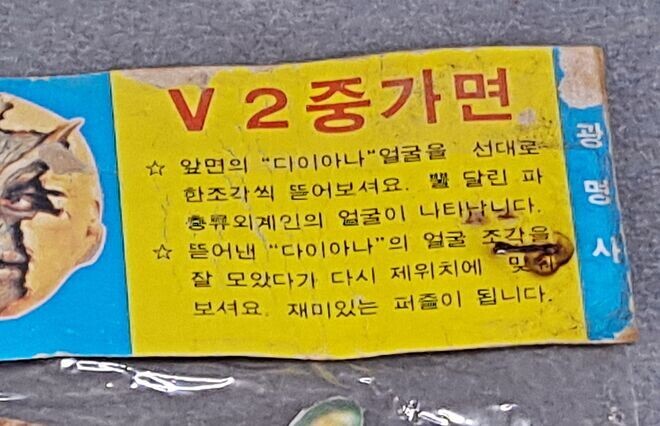 V2중가면
☆ 앞면의 "다이아나"얼굴을 선대로
한조각씩 뜯어보셔요. 뿔 달린 파
충류외계인의 얼굴이 나타납니다.
☆ 뜯어낸 "다이아나"의 얼굴 조각을
잘 모았다가 다시 제위치에
보셔요. 재미있는 퍼즐이 됩니다.
광명사